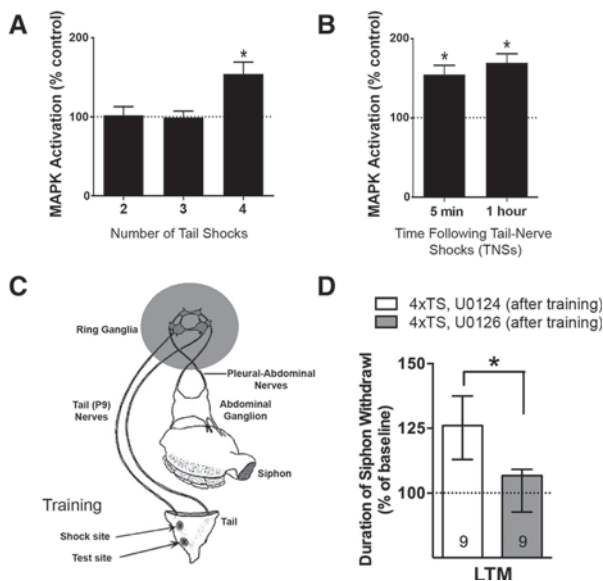 A
MAPK Activation (% control)
200
100
0
*
2 3 4
Number of Tail Shocks
B
MAPK Activation (% control)
200
100
0
* *
5 min 1 hour
Time Following Tail-Nerve
Shocks (TNSs)
C
Ring Ganglia
Pleural-Abdominal
Nerves
Tail (P9)
Nerves
Abdominal
Ganglion
Siphon
Training
Tail
Shock site
Test site
D
4xTS, U0124 (after training)
4xTS, U0126 (after training)
Duration of Siphon Withdrawl
(% of baseline)
150
125
100
*
9 9
LTM